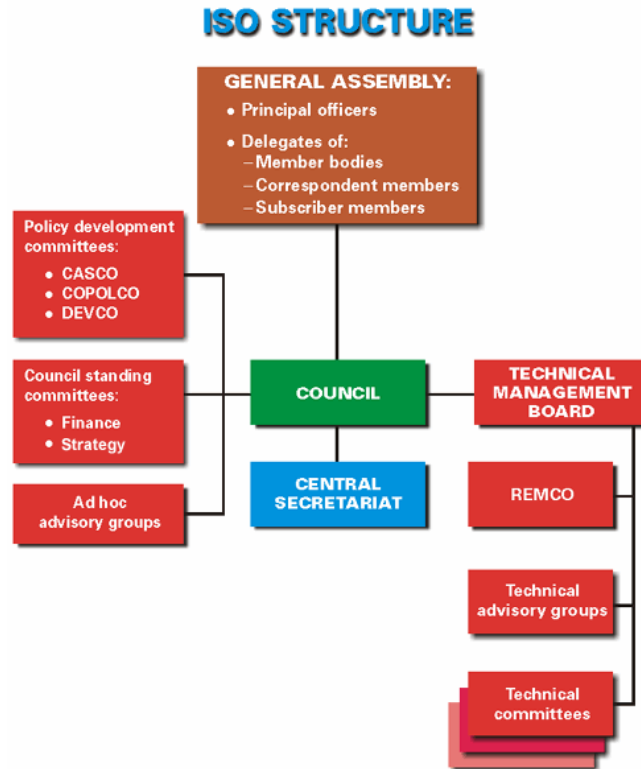 ISO STRUCTURE
GENERAL ASSEMBLY:
• Principal officers
• Delegates of:
– Member bodies
– Correspondent members
– Subscriber members
Policy development
committees:
• CASCO
• COPOLCO
• DEVCO
Council standing
committees:
• Finance
• Strategy
Ad hoc
advisory groups
COUNCIL
CENTRAL
SECRETARIAT
TECHNICAL
MANAGEMENT
BOARD
REMCO
Technical
advisory groups
Technical
committees